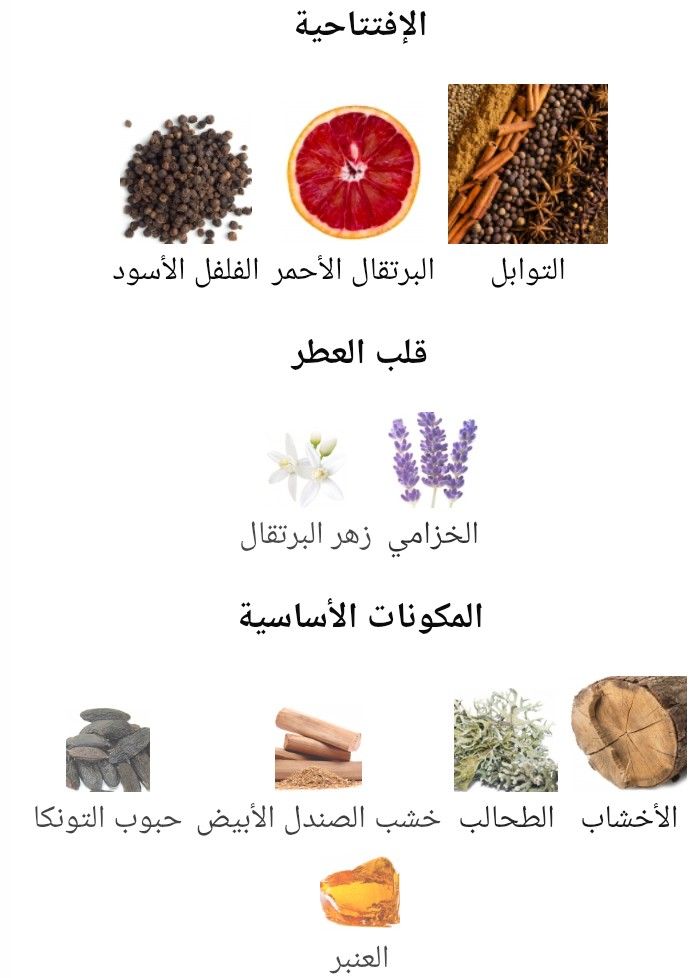 الإفتتاحية
التوابل البرتقال الأحمر الفلفل الأسود
قلب العطر
الخزامي زهر البرتقال
المكونات الأساسية
الأخشاب الطحالب خشب الصندل الأبيض حبوب التونكا
العنبر